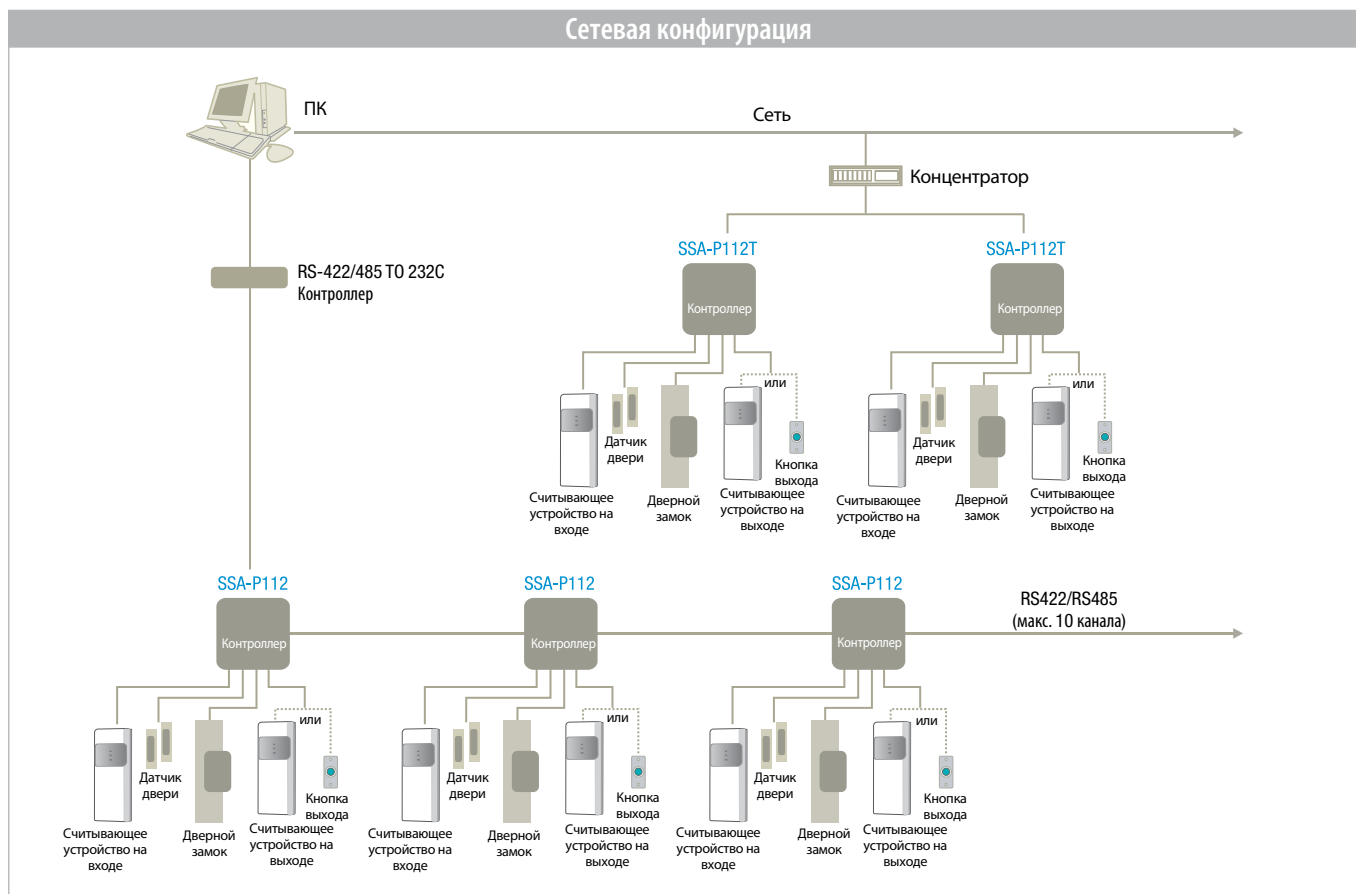 Сетевая конфигурация
ПК
Сеть
Концентратор
SSA-P112T
SSA-P112T
RS-422/485 TO 232C
Контроллер
Контроллер
Контроллер
или
или
Датчик
двери
Датчик
двери
Кнопка
выхода
Кнопка
выхода
Считывающее
устройство на
входе
Дверной
замок
Считывающее
устройство на
выходе
Считывающее
устройство на
входе
Дверной
замок
Считывающее
устройство на
выходе
SSA-P112
SSA-P112
SSA-P112
RS422/RS485
(макс. 10 канала)
Контроллер
Контроллер
Контроллер
или
или
или
Датчик
двери
Кнопка
выхода
Датчик
двери
Кнопка
выхода
Датчик
двери
Кнопка
выхода
Считывающее
устройство на
входе
Дверной
замок
Считывающее
устройство на
выходе
Считывающее
устройство на
входе
Дверной
замок
Считывающее
устройство на
выходе
Считывающее
устройство на
входе
Дверной
замок
Считывающее
устройство на
выходе